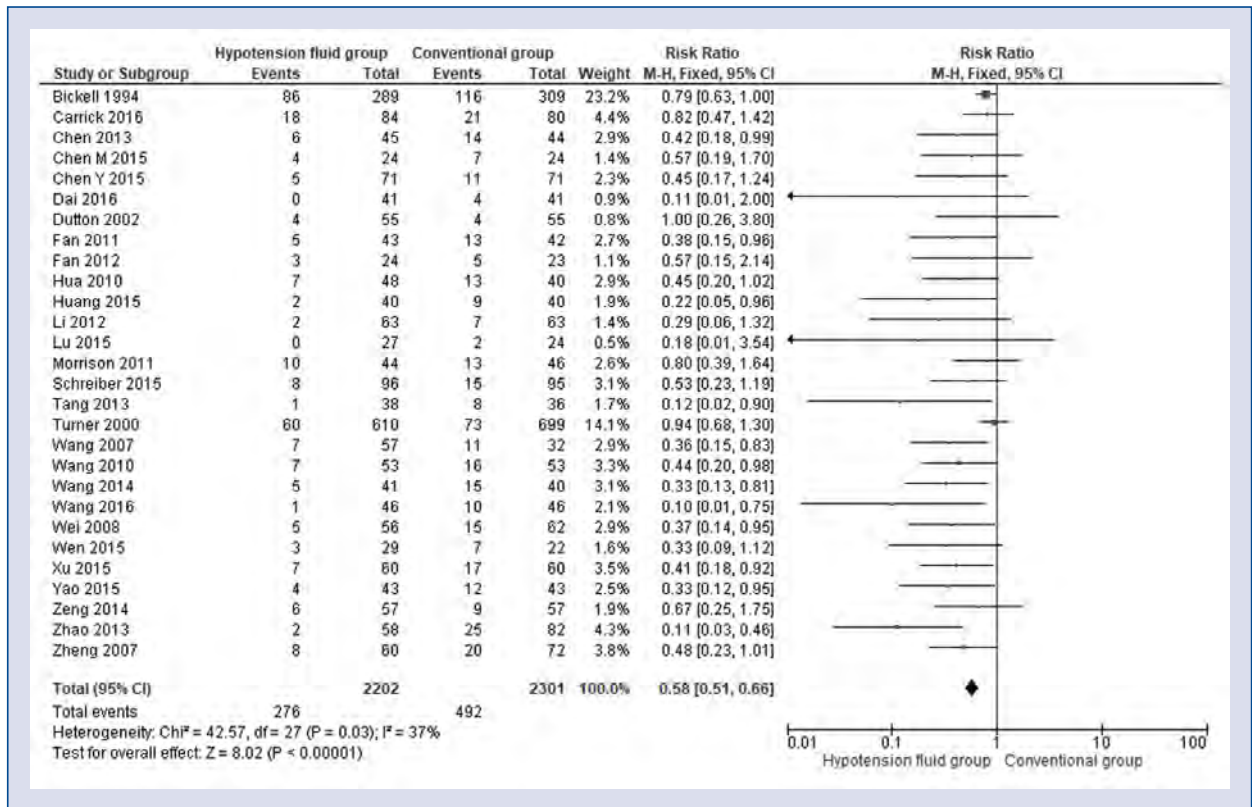 Hypotension fluid group Conventional group Risk Ratio Risk Ratio
Study or Subgroup Events Total Events Total Weight M-H, Fixed, 95% CI M-H, Fixed, 95% CI
Bickell 1994 86 289 116 309 23.2% 0.79 [0.63, 1.00]
Carrick 2016 18 84 21 80 4.4% 0.82 [0.47, 1.42]
Chen 2013 6 45 14 44 2.9% 0.42 [0.18, 0.99]
Chen M 2015 4 24 7 24 1.4% 0.57 [0.19, 1.70]
Chen Y 2015 5 71 11 71 2.3% 0.45 [0.17, 1.24]
Dai 2016 0 41 4 41 0.9% 0.11 [0.01, 2.00]
Dutton 2002 4 55 4 55 0.8% 1.00 [0.26, 3.80]
Fan 2011 5 43 13 42 2.7% 0.38 [0.15, 0.96]
Fan 2012 3 24 5 23 1.1% 0.57 [0.15, 2.14]
Hua 2010 7 48 13 40 2.9% 0.45 [0.20, 1.02]
Huang 2015 2 40 9 40 1.9% 0.22 [0.05, 0.96]
Li 2012 2 63 7 63 1.4% 0.29 [0.06, 1.32]
Lu 2015 0 27 2 24 0.5% 0.18 [0.01, 3.54]
Morrison 2011 10 44 13 46 2.6% 0.80 [0.39, 1.64]
Schreiber 2015 8 96 15 95 3.1% 0.53 [0.23, 1.19]
Tang 2013 1 38 8 36 1.7% 0.12 [0.02, 0.90]
Turner 2000 60 610 73 699 14.1% 0.94 [0.68, 1.30]
Wang 2007 7 57 11 32 2.9% 0.36 [0.15, 0.83]
Wang 2010 7 53 16 53 3.3% 0.44 [0.20, 0.98]
Wang 2014 5 41 15 40 3.1% 0.33 [0.13, 0.81]
Wang 2016 1 46 10 46 2.1% 0.10 [0.01, 0.75]
Wei 2008 5 56 15 62 2.9% 0.37 [0.14, 0.95]
Wen 2015 3 29 7 22 1.6% 0.33 [0.09, 1.12]
Xu 2015 7 60 17 60 3.5% 0.41 [0.18, 0.92]
Yao 2015 4 43 12 43 2.5% 0.33 [0.12, 0.95]
Zeng 2014 6 57 9 57 1.9% 0.67 [0.25, 1.75]
Zhao 2013 2 58 25 82 4.3% 0.11 [0.03, 0.46]
Zheng 2007 8 60 20 72 3.8% 0.48 [0.23, 1.01]
Total (95% CI) 2202 2301 100.0% 0.58 [0.51, 0.66]
Total events 276 492
Heterogeneity: Chi² = 42.57, df = 27 (P = 0.03); I² = 37%
Test for overall effect: Z = 8.02 (P < 0.00001)
0.01 0.1 1 10 100
Hypotension fluid group Conventional group